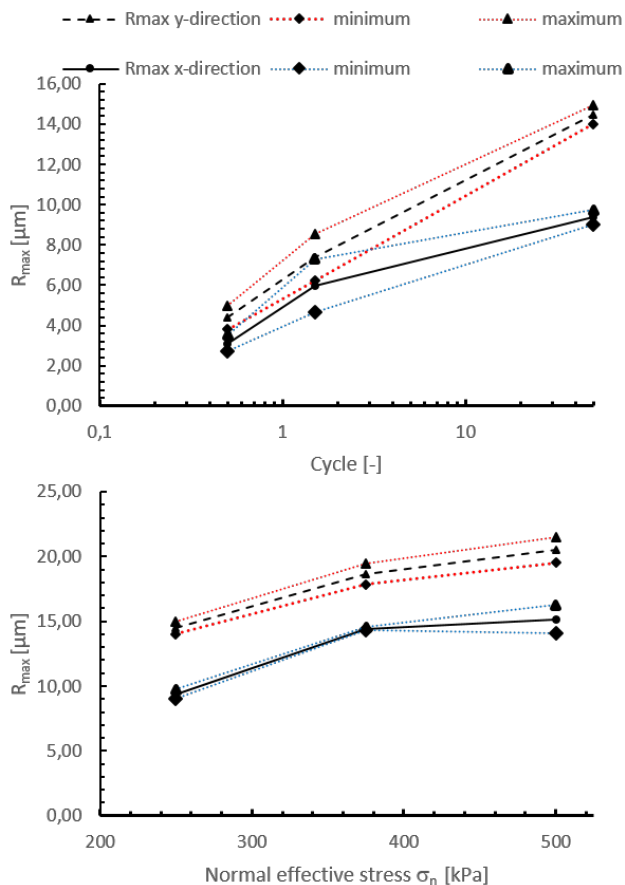 Rmax y-direction minimum maximum
Rmax x-direction minimum maximum
16,00
14,00
12,00
10,00
8,00
6,00
4,00
2,00
0,00
Rmax [µm]
0,1 1 10
Cycle [-]
25,00
20,00
15,00
10,00
5,00
0,00
Rmax [µm]
200 300 400 500
Normal effective stress σn [kPa]